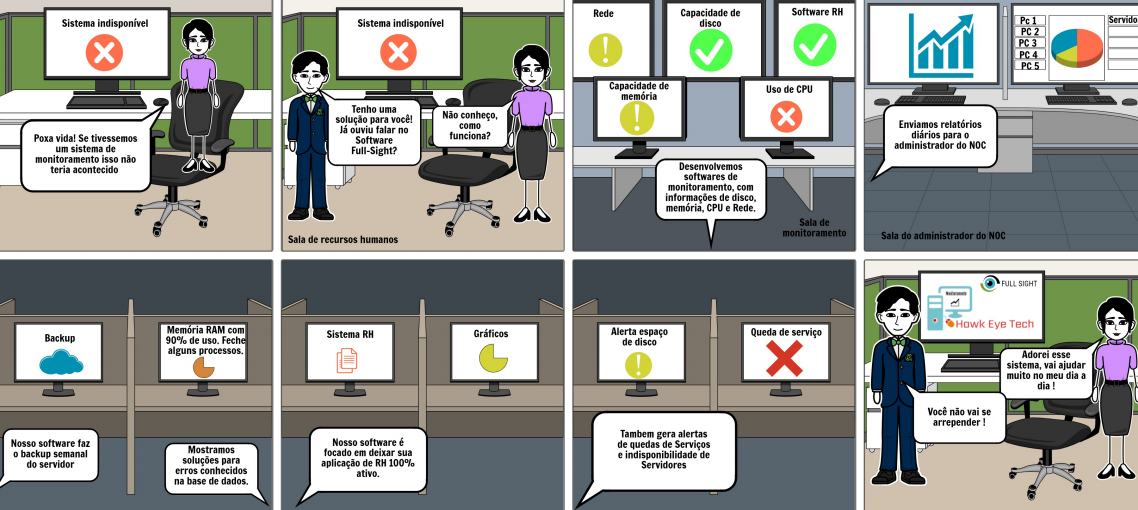 Sistema indisponível
Poxa vida! Se tivessemos
um sistema de
monitoramento isso não
teria acontecido
Sistema indisponível
Tenho uma
solução para você!
Já ouviu falar no
Software
Full-Sight?
Não conheço,
como
funciona?
Sala de recursos humanos
Rede
Capacidade de
disco
Software RH
Capacidade de
memória
Uso de CPU
Desenvolvemos
softwares de
monitoramento, com
informações de disco,
memória, CPU e Rede.
Sala de
monitoramento
Pc 1
PC 2
PC 3
PC 4
PC 5
Servido
Enviamos relatórios
diários para o
administrador do NOC
Sala do administrador do NOC
Backup
Memória RAM com
90% de uso. Feche
alguns processos.
Nosso software faz
o backup semanal
do servidor
Mostramos
soluções para
erros conhecidos
na base de dados.
Sistema RH
Gráficos
Nosso software é
focado em deixar sua
aplicação de RH 100%
ativo.
Alerta espaço
de disco
Queda de serviço
Tambem gera alertas
de quedas de Serviços
e indisponibilidade de
Servidores
FULL SIGHT
Monitoramento
Hawk Eye Tech
Adorei esse
sistema, vai ajudar
muito no meu dia a
dia !
Você não vai se
arrepender !